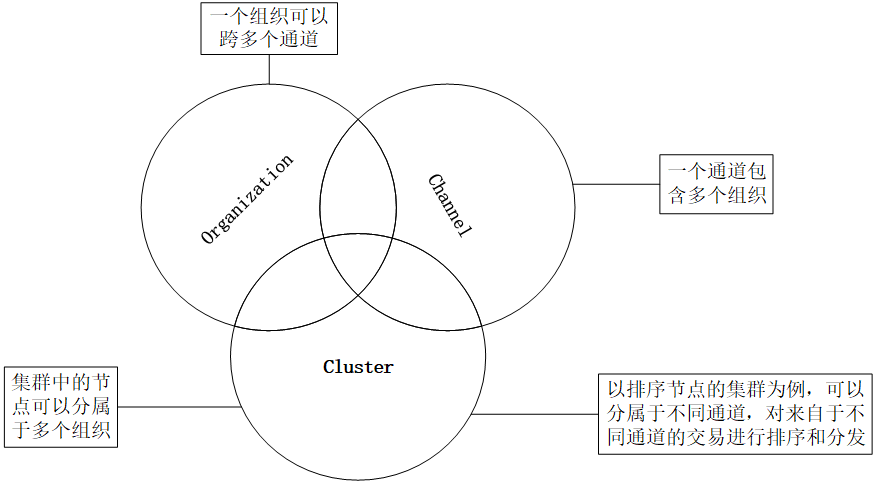 一个组织可以
跨多个通道
Organization
Channel
一个通道包
含多个组织
Cluster
集群中的节
点可以分属
于多个组织
以排序节点的集群为例，可以
分属于不同通道，对来自于不
同通道的交易进行排序和分发